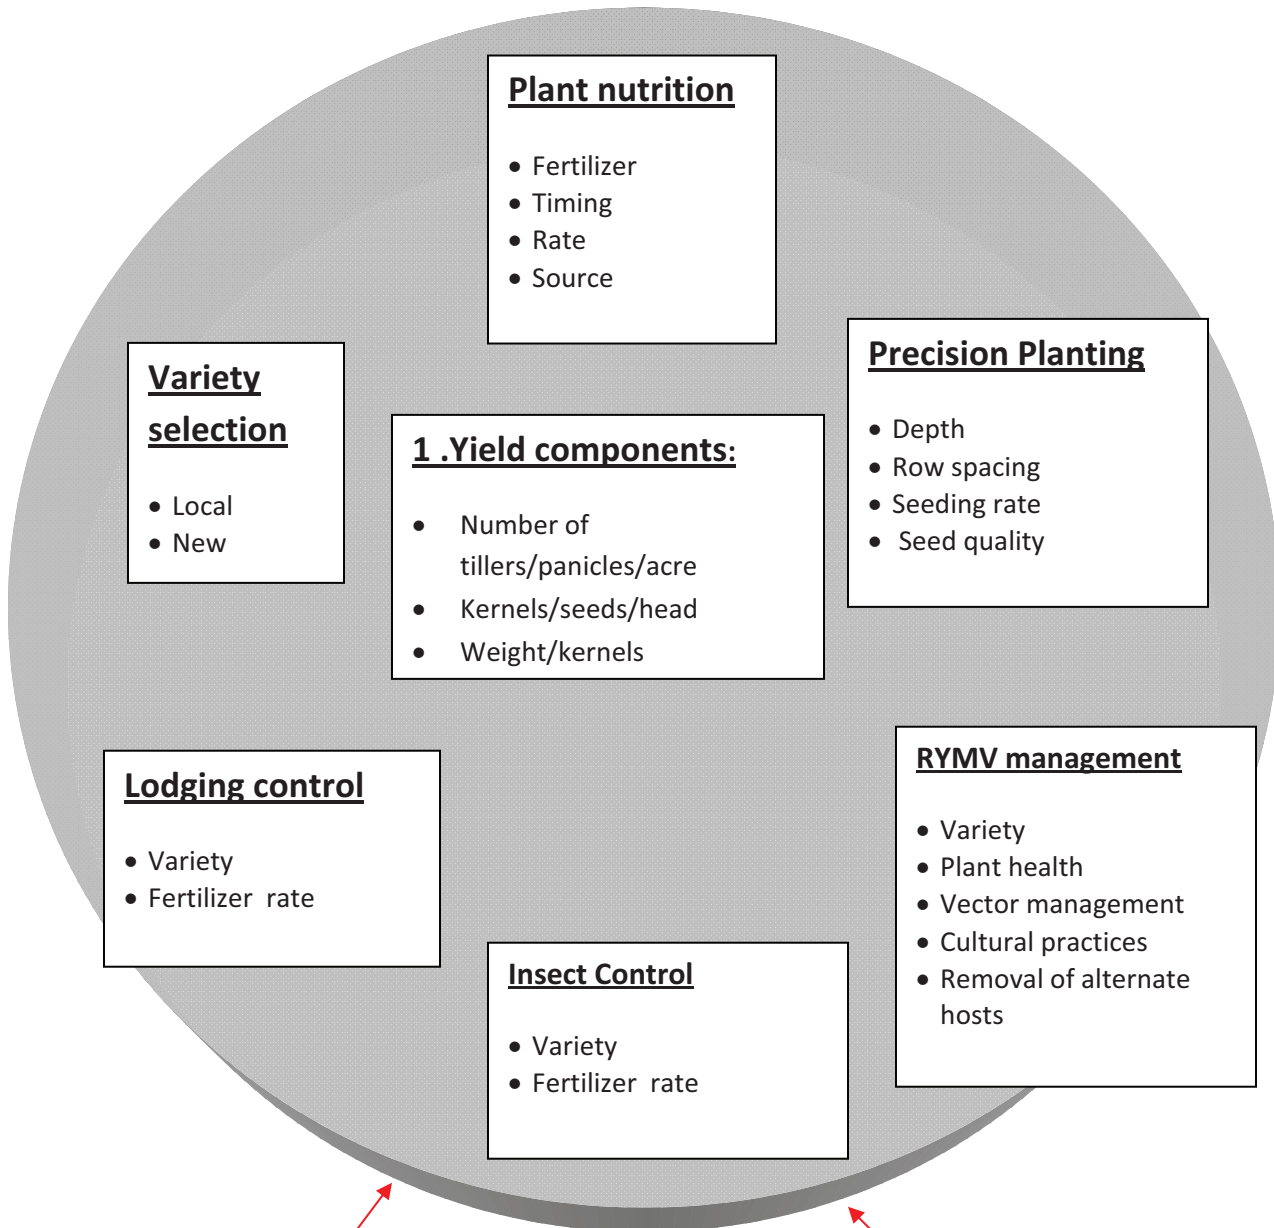 Plant nutrition
• Fertilizer
• Timing
• Rate
• Source
Precision Planting
• Depth
• Row spacing
• Seeding rate
• Seed quality
Variety
selection
• Local
• New
1 .Yield components:
• Number of
tillers/panicles/acre
• Kernels/seeds/head
• Weight/kernels
RYMV management
• Variety
• Plant health
• Vector management
• Cultural practices
• Removal of alternate
hosts
Lodging control
• Variety
• Fertilizer rate
Insect Control
• Variety
• Fertilizer rate